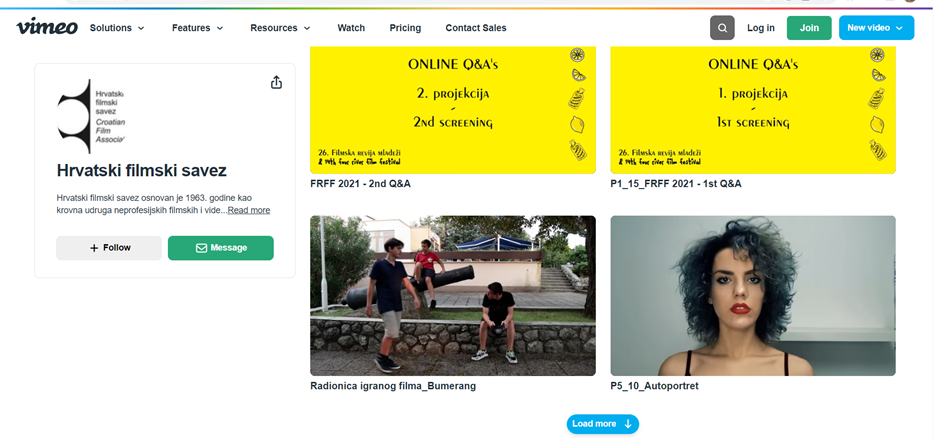 vimeo
Solutions
Features
Resources
Watch
Pricing
Contact Sales
Log in
Join
New video
Hrvatski
filmski
savez
Croatian
Film
Hrvatski filmski savez
Hrvatski filmski savez osnovan je 1963. godine kao
krovna udruga neprofesijskih filmskih i vide...Read more
Follow
Message
ONLINE Q&A's
2. projekcija
-
2nd screening
26. Filmska revija mladeži
& 14th four river film festival
FRFF 2021 - 2nd Q&A
ONLINE Q&A's
1. projekcija
-
1st screening
26. Filmska revija mladeži
& 14th four river film festival
P1_15_FRFF 2021 - 1st Q&A
Radionica igranog filma_Bumerang
P5_10_Autoportret
Load more